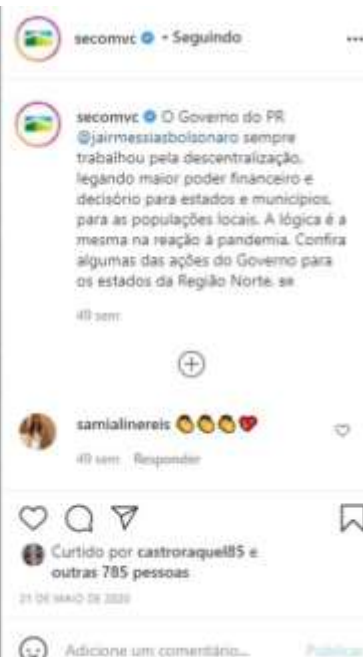 secomvc • Seguindo
secomvc O Governo do PR
@jairmessiasbolsonaro sempre
trabalhou pela descentralização,
legando maior poder financeiro e
decisório para estados e municípios,
para as populações locais. A lógica é a
mesma na reação à pandemia. Confira
algumas das ações do Governo para
os estados da Região Norte.
49 sem
samialinereis 👏👏👏💖
49 sem Responder
Curtido por castroraquel85 e
outras 785 pessoas
21 DE MAIO DE 2020
Adicione um comentário... Publicar